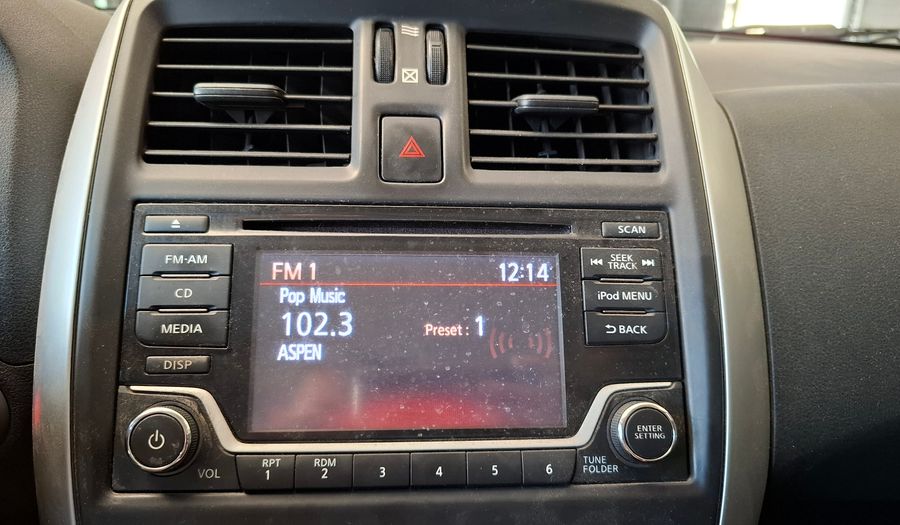 SCAN
FM-AM
SEEK
TRACK
CD
iPod MENU
MEDIA
BACK
DISP
FM 1
12:14
Pop Music
102.3
Preset : 1
ASPEN
VOL
RPT
1
RDM
2
3
4
5
6
TUNE
FOLDER
ENTER
SETTING